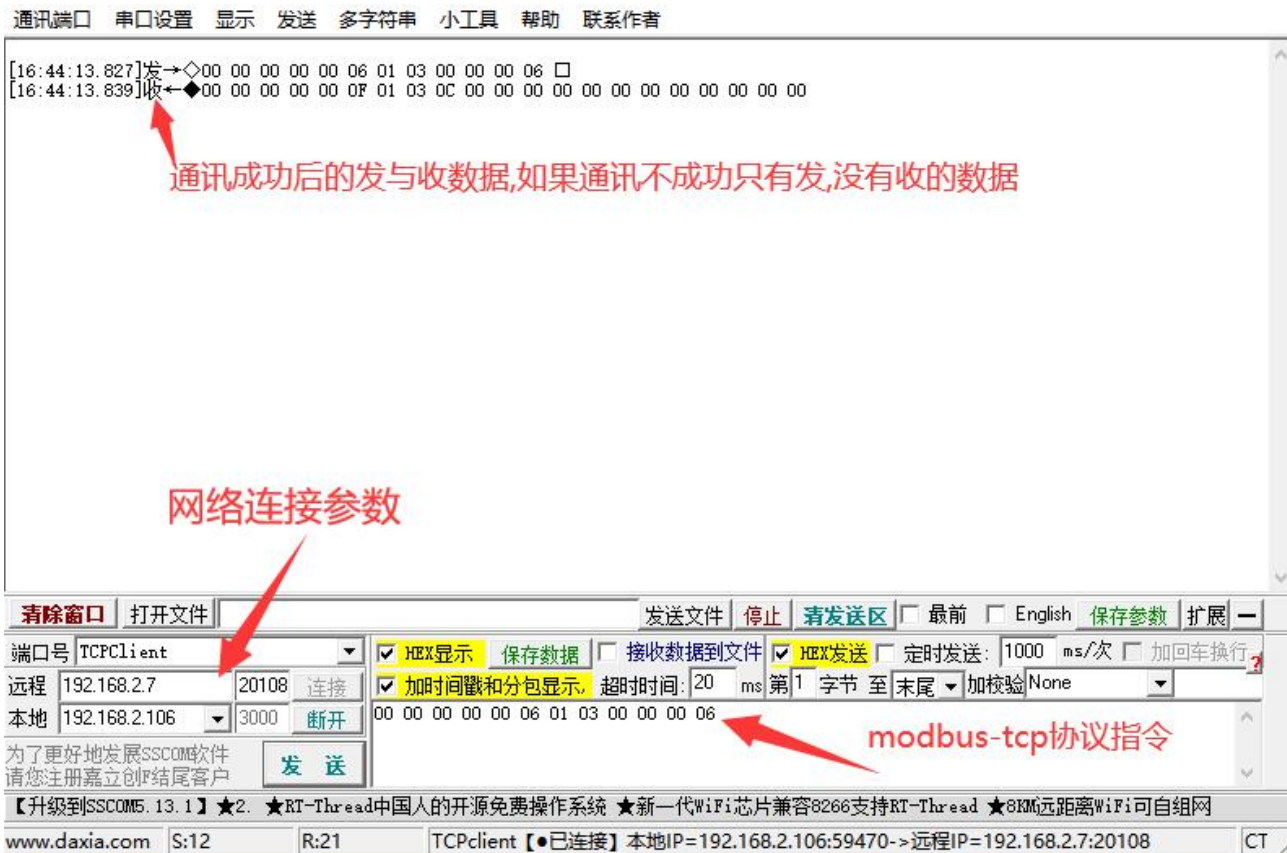 通讯端口 串口设置 显示 发送 多字符串 小工具 帮助 联系作者
[16:44:13.827]发→◇00 00 00 00 00 06 01 03 00 00 00 06 □
[16:44:13.839]收←◆00 00 00 00 00 0F 01 03 0C 00 00 00 00 00 00 00 00 00 00 00 00
通讯成功后的发与收数据,如果通讯不成功只有发,没有收的数据
网络连接参数
清除窗口 打开文件 发送文件 停止 清发送区 最前 English 保存参数 扩展 —
端口号 TCPClient HEX显示 保存数据 接收数据到文件 HEX发送 定时发送: 1000 ms/次 加回车换行
远程 192.168.2.7 20108 连接 加时间戳和分包显示, 超时时间: 20 ms 第1 字节 至 末尾 加校验 None ?
本地 192.168.2.106 3000 断开 00 00 00 00 00 06 01 03 00 00 00 06
modbus-tcp协议指令
为了更好地发展SSCOM软件
请您注册嘉立创F结尾客户
发 送
【升级到SSCOM5.13.1】★2. ★RT-Thread中国人的开源免费操作系统 ★新一代WiFi芯片兼容8266支持RT-Thread ★8KM远距离WiFi可自组网
www.daxia.com S:12 R:21 TCPclient【●已连接】本地IP=192.168.2.106:59470->远程IP=192.168.2.7:20108 CT